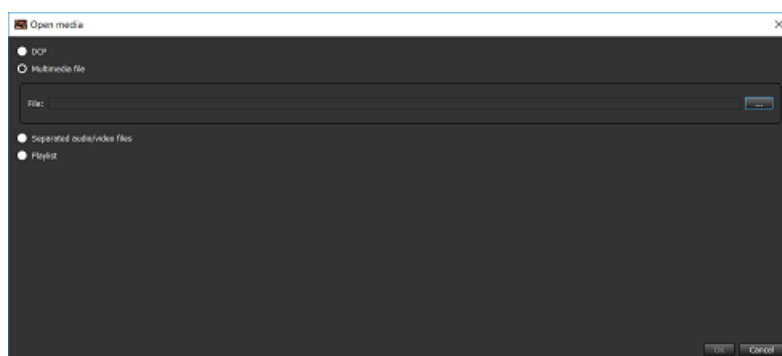 Open media
DCP
Multimedia file
File:
...
Separated audio/video files
Playlist
OK
Cancel